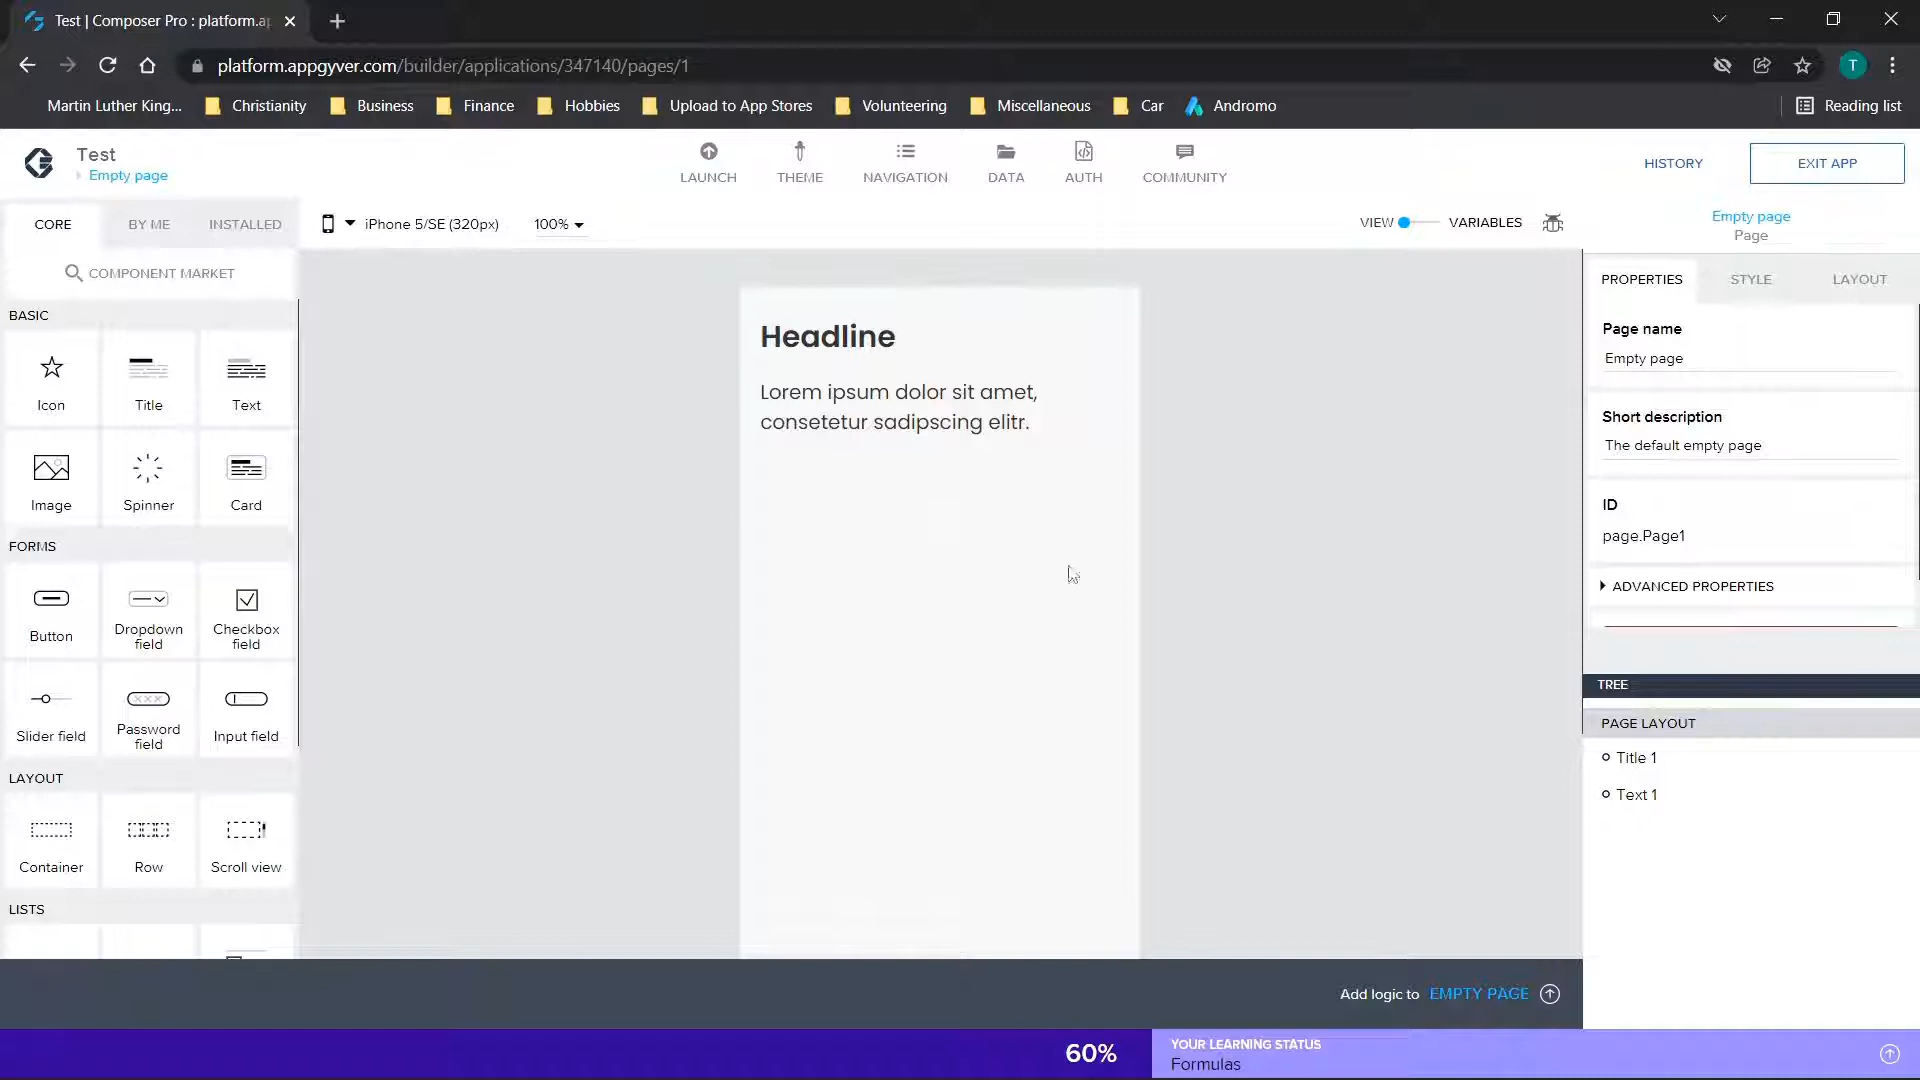 Test | Composer Pro : platform.ap
platform.appgyver.com/builder/applications/347140/pages/1
T
Martin Luther King...
Christianity
Business
Finance
Hobbies
Upload to App Stores
Volunteering
Miscellaneous
Car
Andromo
Reading list
Test
Empty page
LAUNCH
THEME
NAVIGATION
DATA
AUTH
COMMUNITY
HISTORY
EXIT APP
CORE
BY ME
INSTALLED
iPhone 5/SE (320px)
100%
VIEW
VARIABLES
Empty page
Page
COMPONENT MARKET
PROPERTIES
STYLE
LAYOUT
BASIC
Icon
Title
Text
Image
Spinner
Card
FORMS
Button
Dropdown
field
Checkbox
field
Slider field
Password
field
Input field
LAYOUT
Container
Row
Scroll view
LISTS
Headline
Lorem ipsum dolor sit amet,
consetetur sadipscing elitr.
Page name
Empty page
Short description
The default empty page
ID
page.Page1
ADVANCED PROPERTIES
TREE
PAGE LAYOUT
Title 1
Text 1
Add logic to EMPTY PAGE
60%
YOUR LEARNING STATUS
Formulas